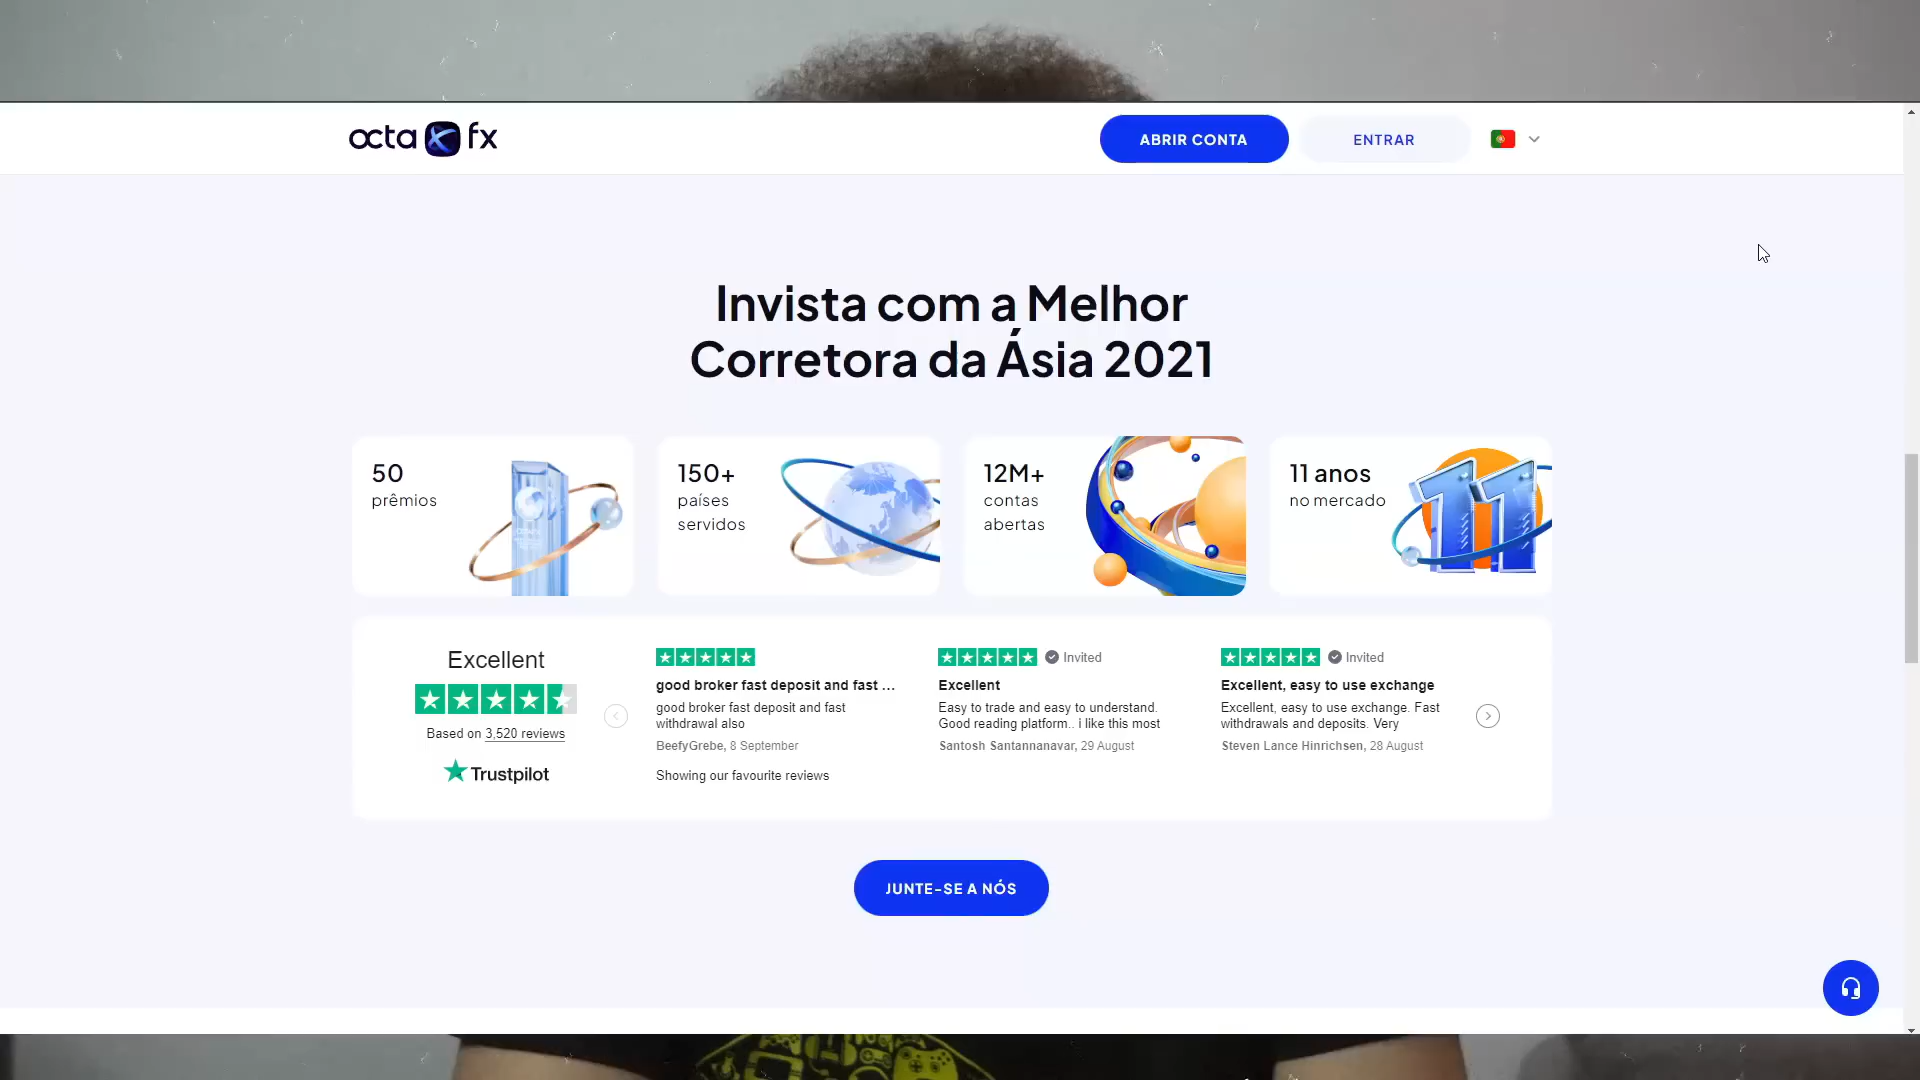 octa fx
ABRIR CONTA
ENTRAR
Invista com a Melhor
Corretora da Ásia 2021
50
prêmios
150+
países
servidos
12M+
contas
abertas
11 anos
no mercado
11
Excellent
Based on 3,520 reviews
Trustpilot
good broker fast deposit and fast ...
good broker fast deposit and fast
withdrawal also
BeefyGrebe, 8 September
Showing our favourite reviews
Invited
Excellent
Easy to trade and easy to understand.
Good reading platform.. i like this most
Santosh Santannanavar, 29 August
Invited
Excellent, easy to use exchange
Excellent, easy to use exchange. Fast
withdrawals and deposits. Very
Steven Lance Hinrichsen, 28 August
JUNTE-SE A NÓS